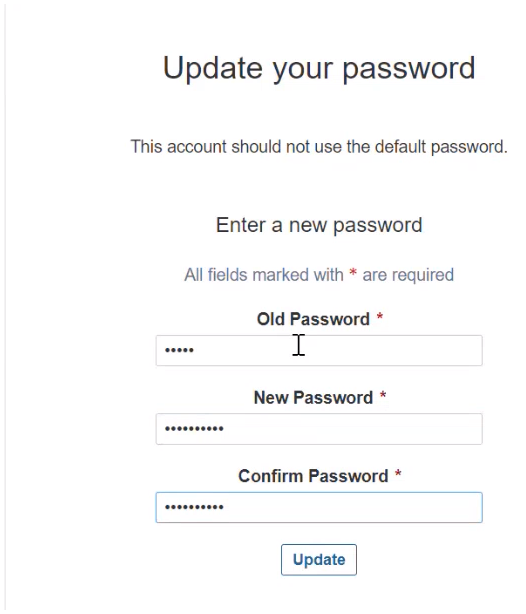 Update your password
This account should not use the default password.
Enter a new password
All fields marked with * are required
Old Password *
•••••
New Password *
••••••••••
Confirm Password *
••••••••••
Update